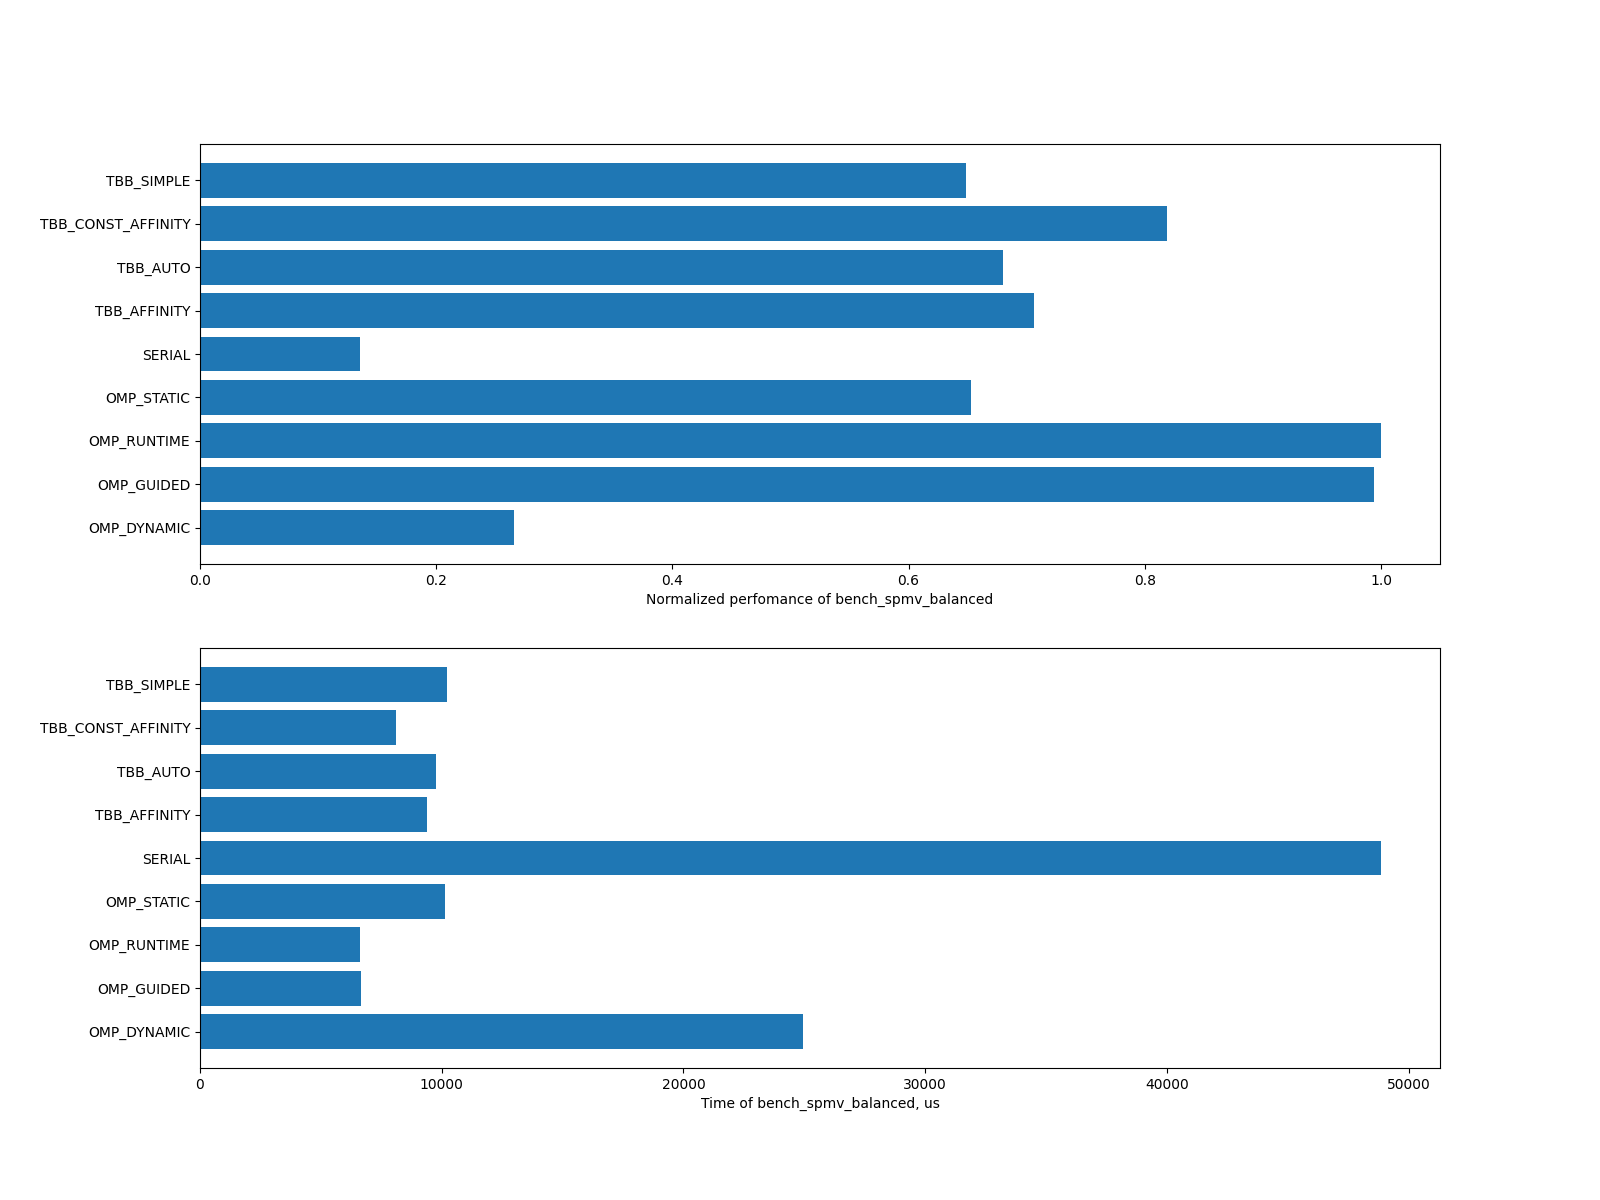 TBB_SIMPLE
TBB_CONST_AFFINITY
TBB_AUTO
TBB_AFFINITY
SERIAL
OMP_STATIC
OMP_RUNTIME
OMP_GUIDED
OMP_DYNAMIC
0.0 0.2 0.4 0.6 0.8 1.0
Normalized perfomance of bench_spmv_balanced
TBB_SIMPLE
TBB_CONST_AFFINITY
TBB_AUTO
TBB_AFFINITY
SERIAL
OMP_STATIC
OMP_RUNTIME
OMP_GUIDED
OMP_DYNAMIC
0 10000 20000 30000 40000 50000
Time of bench_spmv_balanced, us